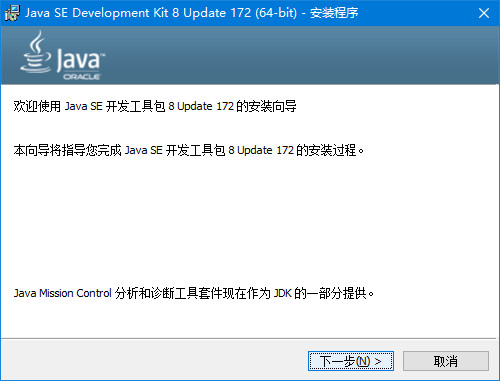 Java SE Development Kit 8 Update 172 (64-bit) - 安装程序
Java™
ORACLE
欢迎使用 Java SE 开发工具包 8 Update 172 的安装向导
本向导将指导您完成 Java SE 开发工具包 8 Update 172 的安装过程。
Java Mission Control 分析和诊断工具套件现在作为 JDK 的一部分提供。
下一步(N) >
取消